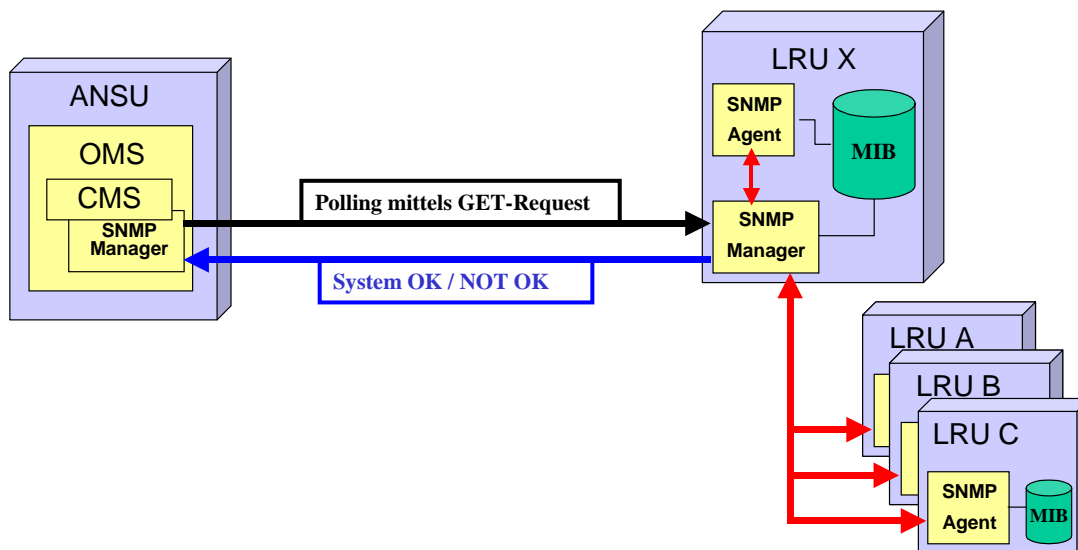 ANSU
OMS
CMS
SNMP
Manager
Polling mittels GET-Request
System OK / NOT OK
LRU X
SNMP
Agent
MIB
SNMP
Manager
LRU A
LRU B
LRU C
SNMP
Agent
MIB